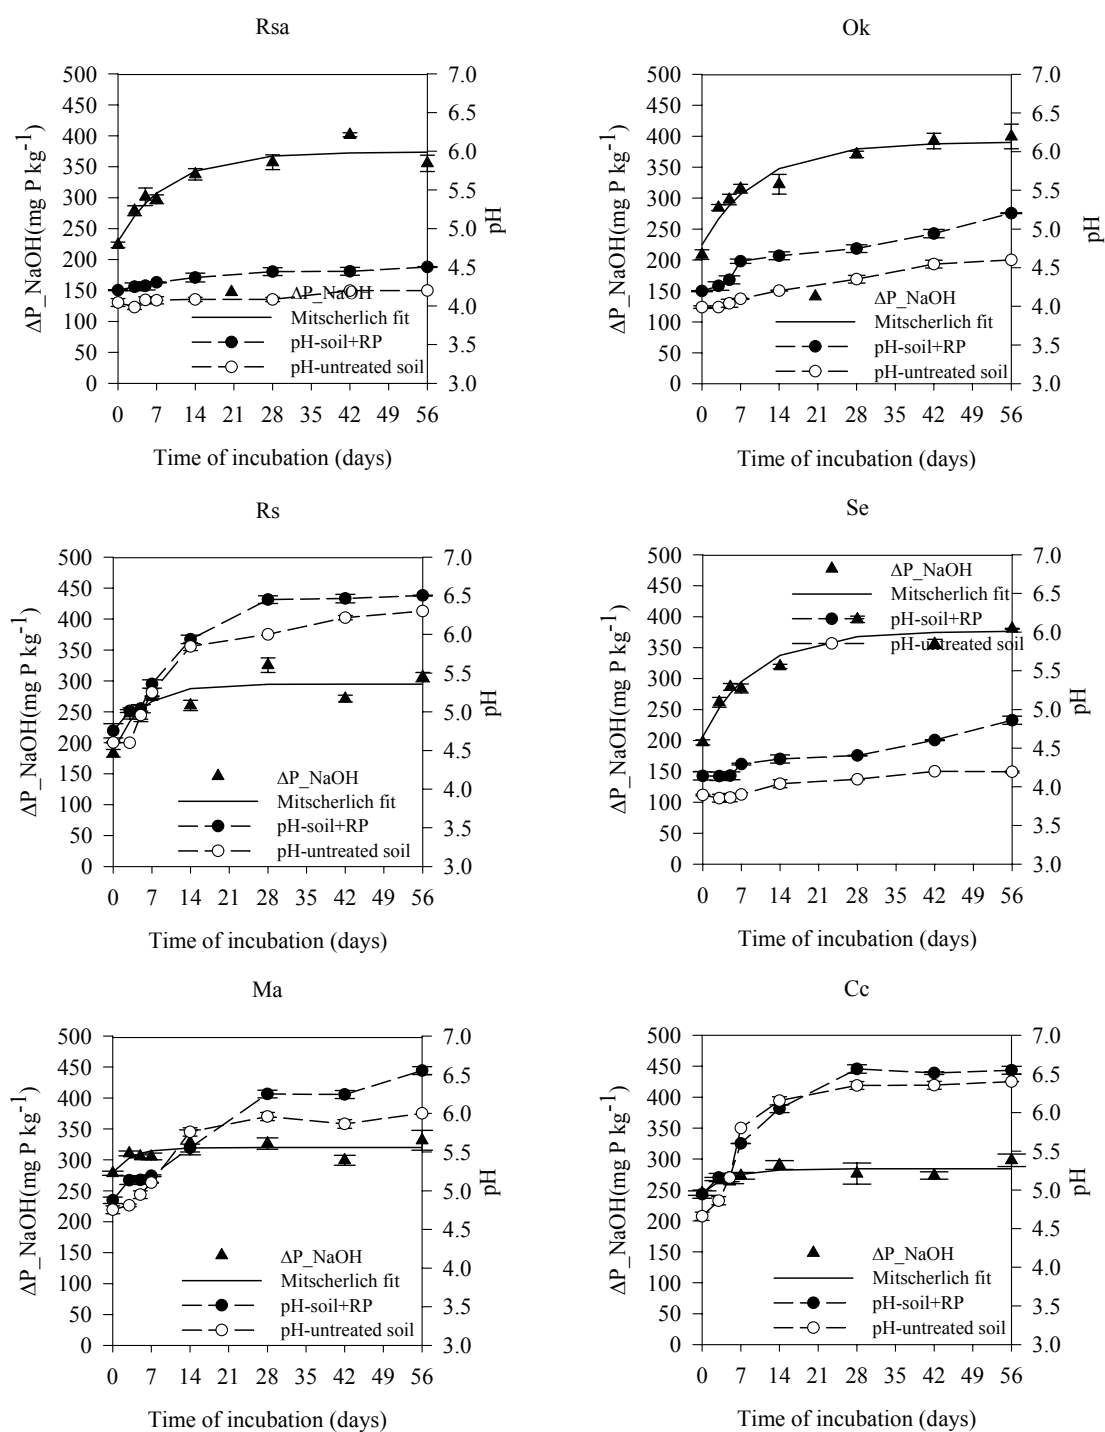 Rsa
500
450
400
350
300
250
200
150
100
50
0
ΔP_NaOH(mg P kg-1)
7.0
6.5
6.0
5.5
5.0
4.5
4.0
3.5
3.0
pH
ΔP_NaOH
Mitscherlich fit
pH-soil+RP
pH-untreated soil
0 7 14 21 28 35 42 49 56
Time of incubation (days)
Ok
500
450
400
350
300
250
200
150
100
50
0
ΔP_NaOH(mg P kg-1)
7.0
6.5
6.0
5.5
5.0
4.5
4.0
3.5
3.0
pH
ΔP_NaOH
Mitscherlich fit
pH-soil+RP
pH-untreated soil
0 7 14 21 28 35 42 49 56
Time of incubation (days)
Rs
500
450
400
350
300
250
200
150
100
50
0
ΔP_NaOH(mg P kg-1)
7.0
6.5
6.0
5.5
5.0
4.5
4.0
3.5
3.0
pH
ΔP_NaOH
Mitscherlich fit
pH-soil+RP
pH-untreated soil
0 7 14 21 28 35 42 49 56
Time of incubation (days)
Se
500
450
400
350
300
250
200
150
100
50
0
ΔP_NaOH(mg P kg-1)
7.0
6.5
6.0
5.5
5.0
4.5
4.0
3.5
3.0
pH
ΔP_NaOH
Mitscherlich fit
pH-soil+RP
pH-untreated soil
0 7 14 21 28 35 42 49 56
Time of incubation (days)
Ma
500
450
400
350
300
250
200
150
100
50
0
ΔP_NaOH(mg P kg-1)
7.0
6.5
6.0
5.5
5.0
4.5
4.0
3.5
3.0
pH
ΔP_NaOH
Mitscherlich fit
pH-soil+RP
pH-untreated soil
0 7 14 21 28 35 42 49 56
Time of incubation (days)
Cc
500
450
400
350
300
250
200
150
100
50
0
ΔP_NaOH(mg P kg-1)
7.0
6.5
6.0
5.5
5.0
4.5
4.0
3.5
3.0
pH
ΔP_NaOH
Mitscherlich fit
pH-soil+RP
pH-untreated soil
0 7 14 21 28 35 42 49 56
Time of incubation (days)